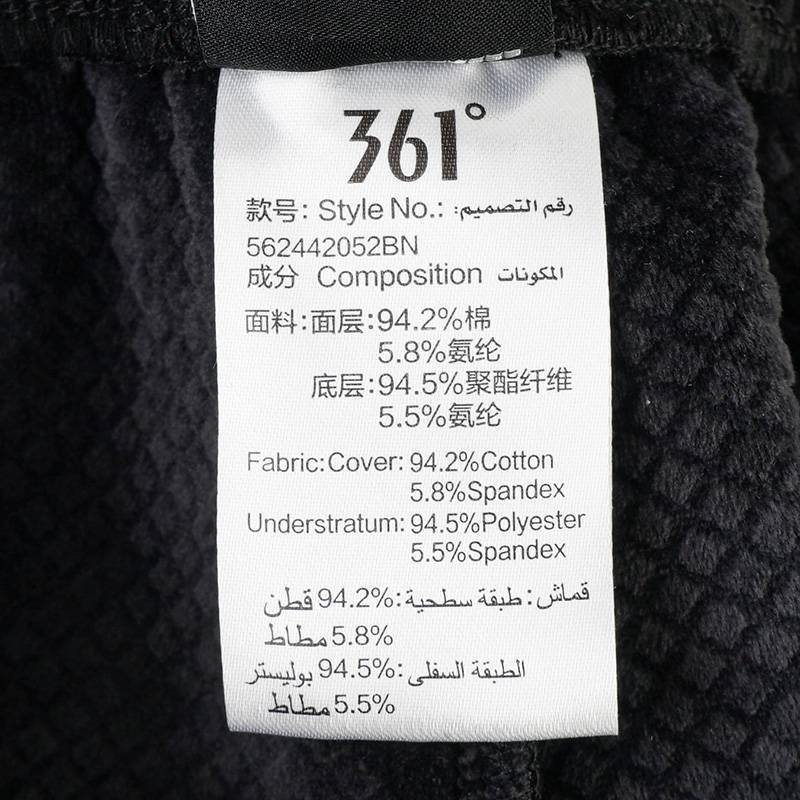 361°
款号: Style No.: رقم التصميم:
562442052BN
成分 Composition المكونات
面料:面层:94.2%棉
5.8%氨纶
底层:94.5%聚酯纤维
5.5%氨纶
Fabric:Cover: 94.2%Cotton
5.8%Spandex
Understratum: 94.5%Polyester
5.5%Spandex
قماش: طبقة سطحية: 94.2% قطن
5.8% مطاط
الطبقة السفلى: 94.5% بوليستر
5.5% مطاط